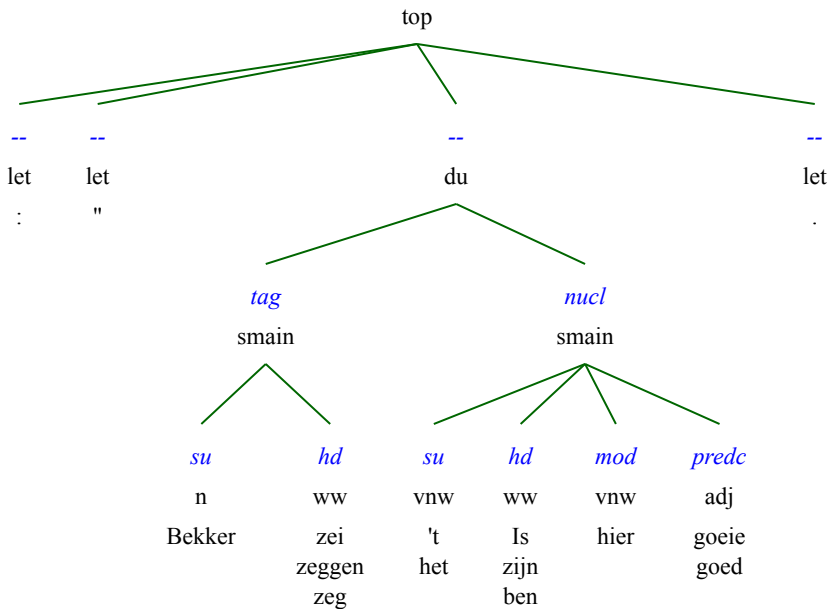 top
-- -- -- --
let let du let
: " .
tag nucl
smain smain
su hd su hd mod predc
n ww vnw ww vnw adj
Bekker zei 't Is hier goeie
zeggen het zijn goed
zeg ben